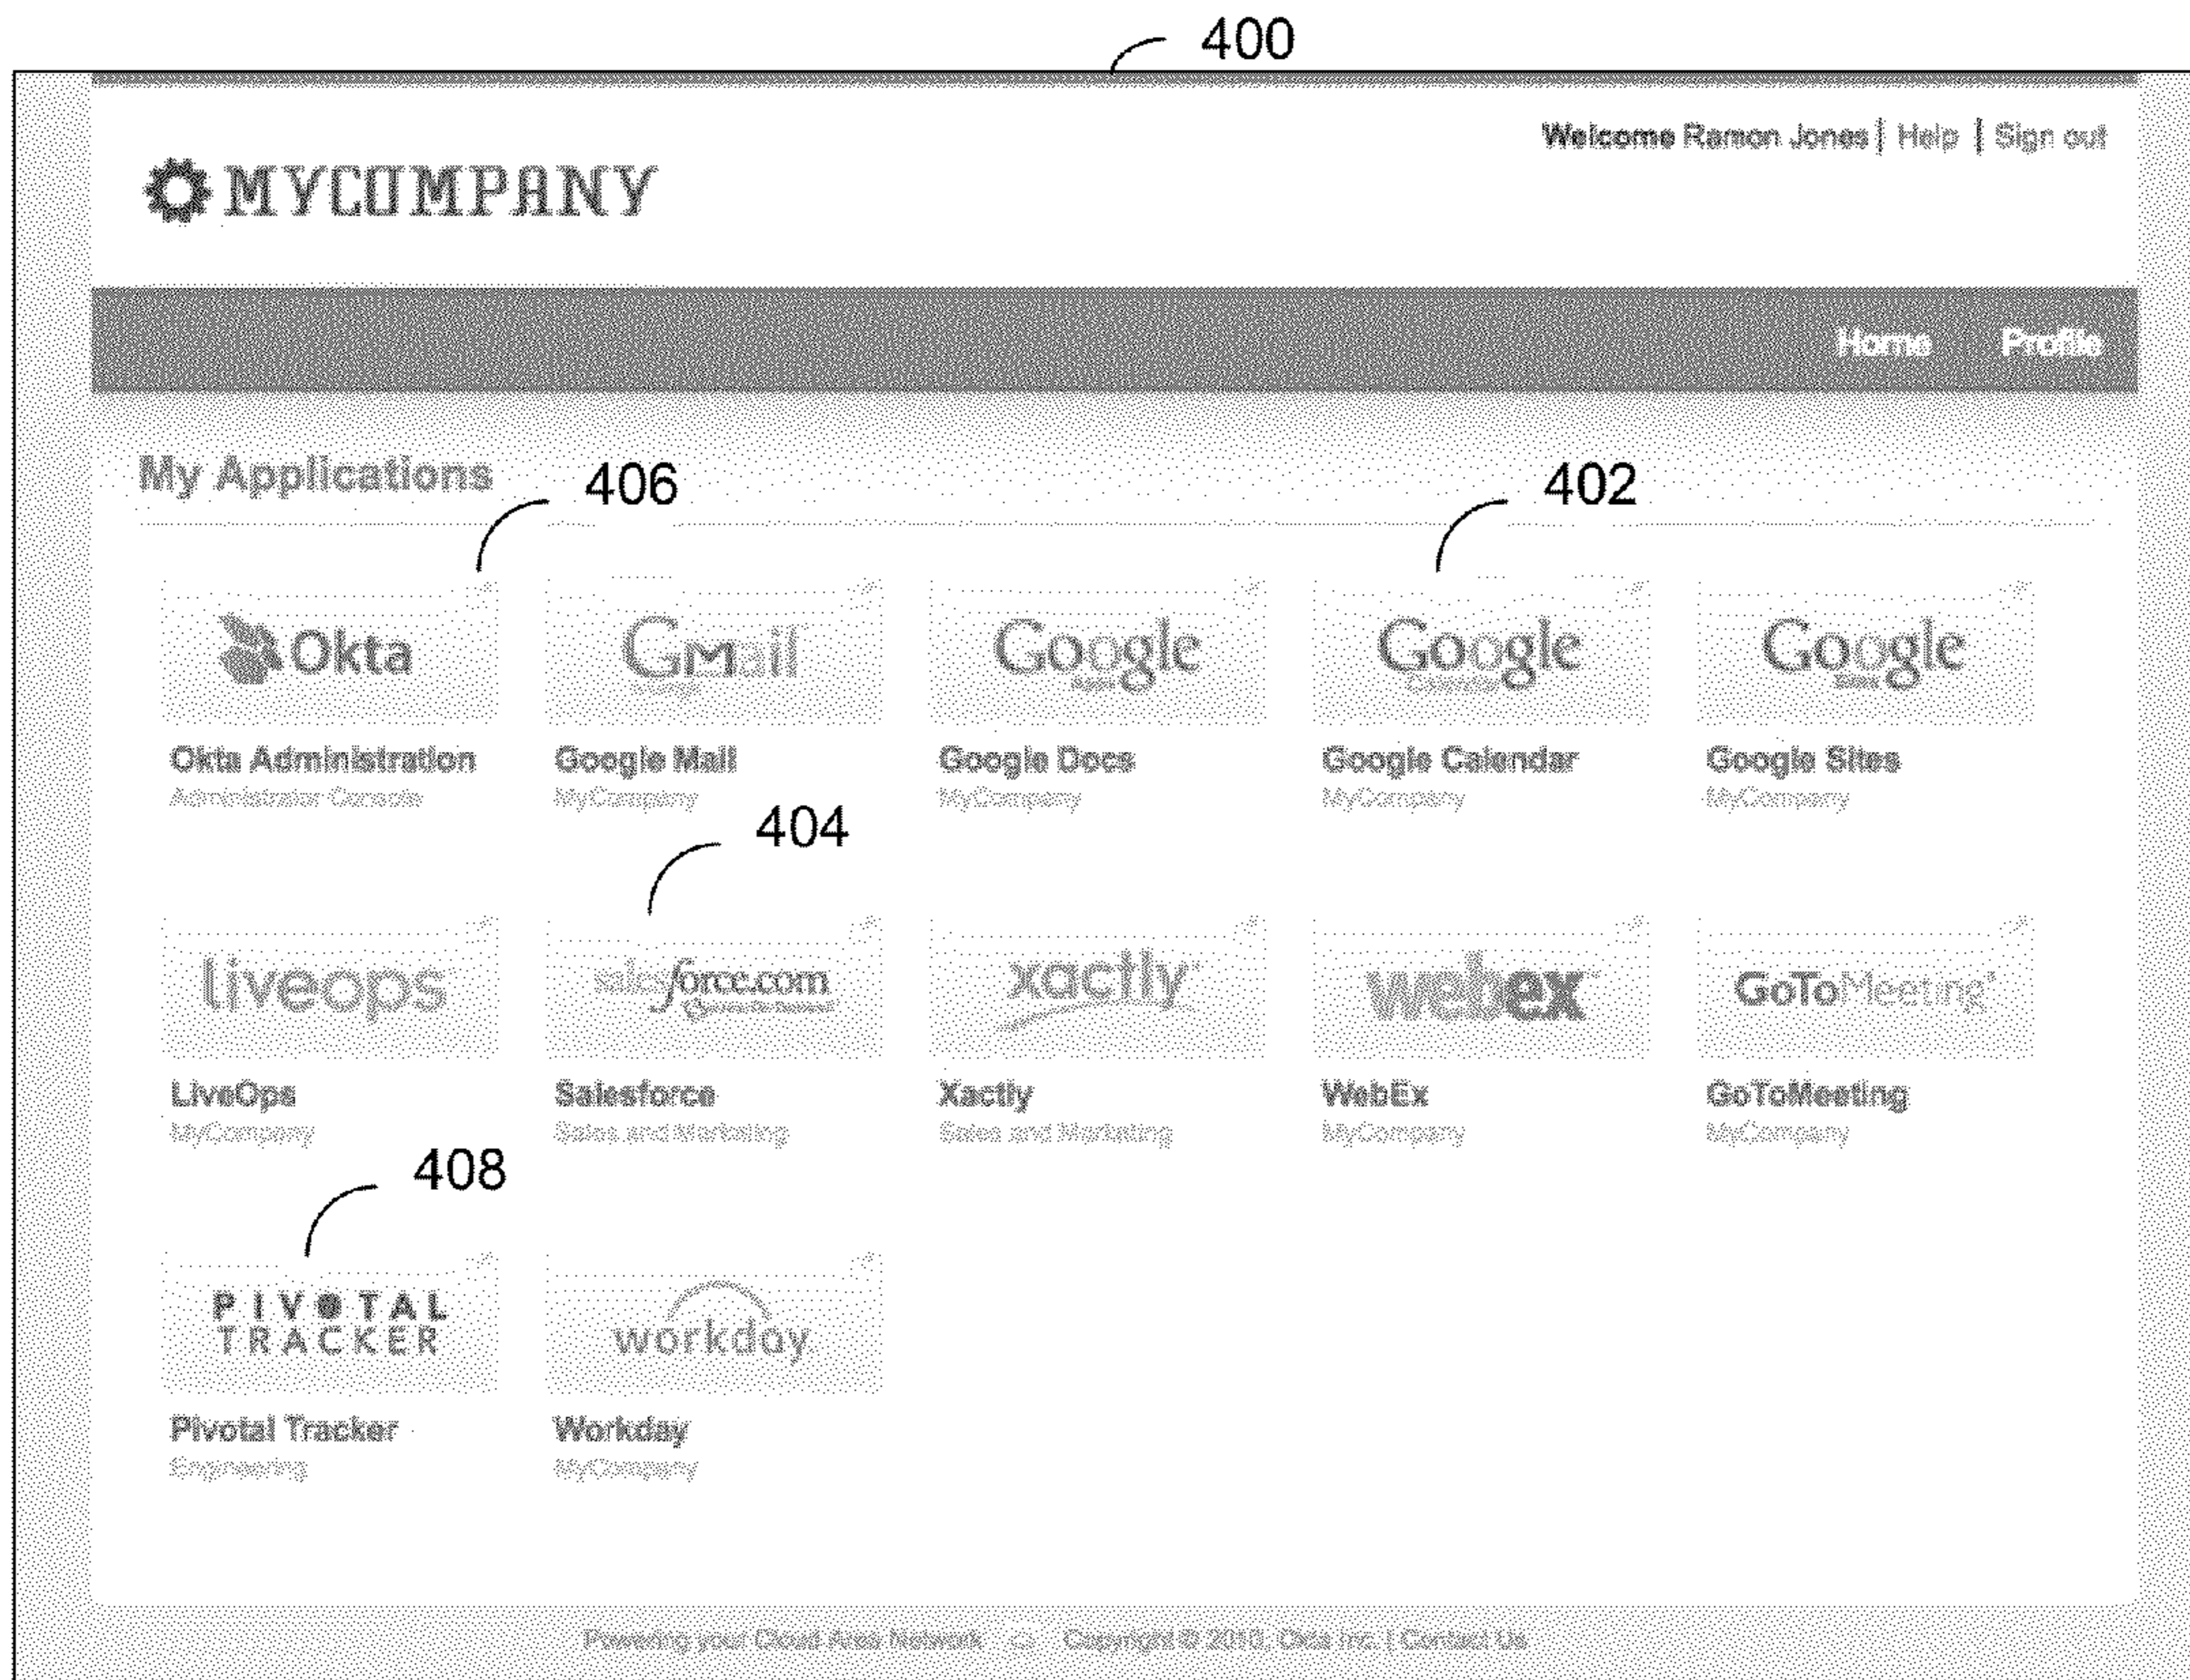 400
Welcome Ramon Jones | Help | Sign out
MYCOMPANY
Home Profile
My Applications
406 402
Okta GMail Google Google Google
Calendar
Okta Administration Google Mail Google Docs Google Calendar Google Sites
Administrator Console MyCompany MyCompany MyCompany MyCompany
404
liveops salesforce.com xactly webex GoToMeeting
LiveOps Salesforce Xactly WebEx GoToMeeting
MyCompany Sales and Marketing Sales and Marketing MyCompany MyCompany
408
PIVOTAL
TRACKER workday
Pivotal Tracker Workday
Engineering MyCompany
Powering your Cloud Area Network Copyright © 2010, Okta Inc. | Contact Us